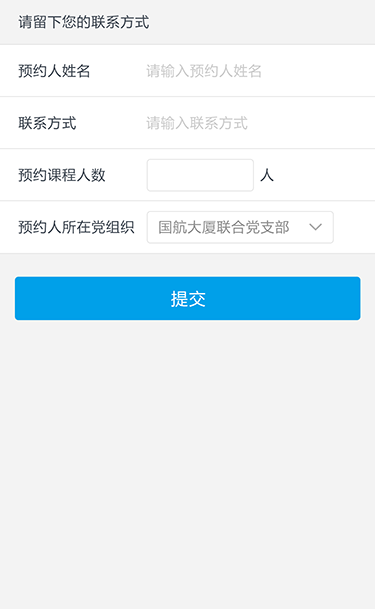 请留下您的联系方式
预约人姓名 请输入预约人姓名
联系方式 请输入联系方式
预约课程人数 人
预约人所在党组织 国航大厦联合党支部
提交